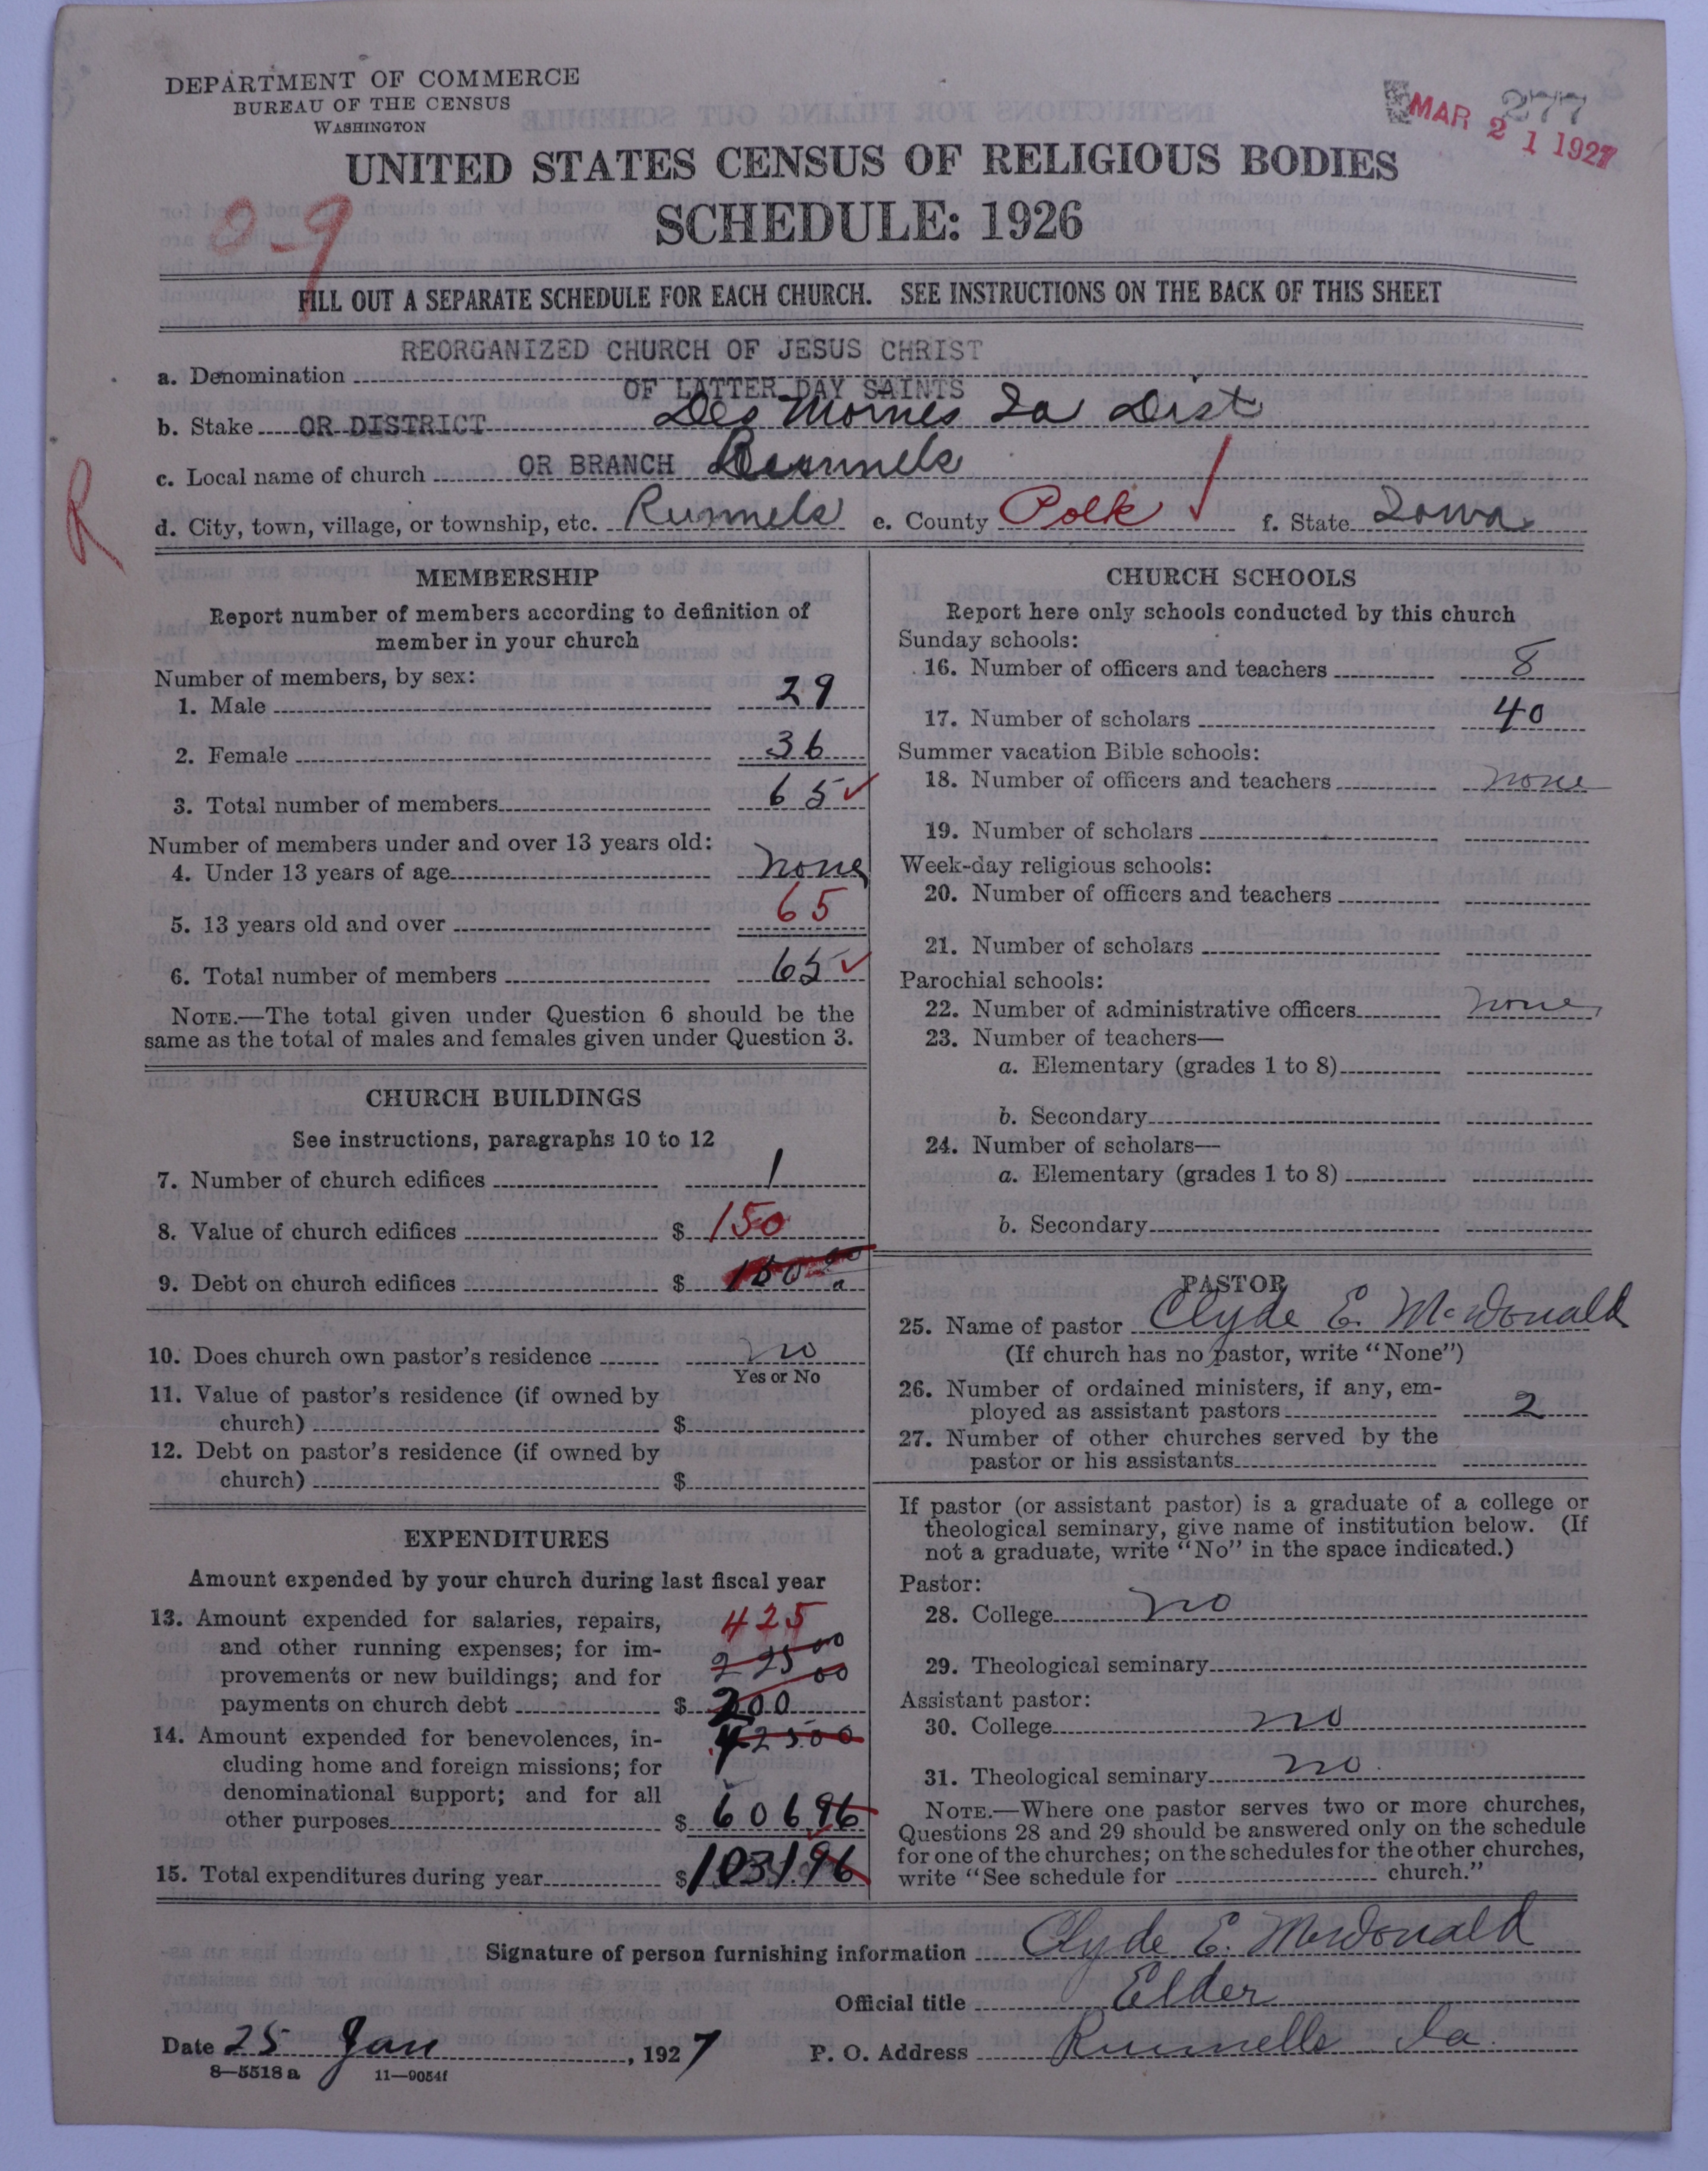 DEPARTMENT OF COMMERCE
BUREAU OF THE CENSUS
WASHINGTON
277
MAR 21 1927
UNITED STATES CENSUS OF RELIGIOUS BODIES
SCHEDULE: 1926
0-9
FILL OUT A SEPARATE SCHEDULE FOR EACH CHURCH. SEE INSTRUCTIONS ON THE BACK OF THIS SHEET
REORGANIZED CHURCH OF JESUS CHRIST
a. Denomination
OF LATTER DAY SAINTS
b. Stake OR DISTRICT Des Moines Ia Dist
c. Local name of church OR BRANCH Runnels
R
d. City, town, village, or township, etc. Runnels e. County Polk f. State Iowa
MEMBERSHIP
Report number of members according to definition of
member in your church
Number of members, by sex:
1. Male 29
2. Female 36
3. Total number of members 65 ✓
Number of members under and over 13 years old:
4. Under 13 years of age none
5. 13 years old and over 65
6. Total number of members 65 ✓
NOTE.—The total given under Question 6 should be the
same as the total of males and females given under Question 3.
CHURCH BUILDINGS
See instructions, paragraphs 10 to 12
7. Number of church edifices 1
8. Value of church edifices $ 150
9. Debt on church edifices $ 150 00
10. Does church own pastor's residence no
Yes or No
11. Value of pastor's residence (if owned by
church) $
12. Debt on pastor's residence (if owned by
church) $
EXPENDITURES
Amount expended by your church during last fiscal year
13. Amount expended for salaries, repairs, 425
and other running expenses; for im- 225 00
provements or new buildings; and for 00
payments on church debt $ 200
14. Amount expended for benevolences, in- 425.00
cluding home and foreign missions; for
denominational support; and for all
other purposes $ 606.96
15. Total expenditures during year $ 1031.96
CHURCH SCHOOLS
Report here only schools conducted by this church
Sunday schools:
16. Number of officers and teachers 8
17. Number of scholars 40
Summer vacation Bible schools:
18. Number of officers and teachers none
19. Number of scholars
Week-day religious schools:
20. Number of officers and teachers
21. Number of scholars
Parochial schools:
22. Number of administrative officers none
23. Number of teachers—
a. Elementary (grades 1 to 8)
b. Secondary
24. Number of scholars—
a. Elementary (grades 1 to 8)
b. Secondary
PASTOR
25. Name of pastor Clyde E. McDonald
(If church has no pastor, write "None")
26. Number of ordained ministers, if any, em-
ployed as assistant pastors 2
27. Number of other churches served by the
pastor or his assistants
If pastor (or assistant pastor) is a graduate of a college or
theological seminary, give name of institution below. (If
not a graduate, write "No" in the space indicated.)
Pastor:
28. College no
29. Theological seminary
Assistant pastor:
30. College no
31. Theological seminary no
NOTE.—Where one pastor serves two or more churches,
Questions 28 and 29 should be answered only on the schedule
for one of the churches; on the schedules for the other churches,
write "See schedule for church."
Signature of person furnishing information Clyde E. McDonald
Official title Elder
Date 25 Jan, 1927 P. O. Address Runnells Ia.
8—5518 a 11—9054f